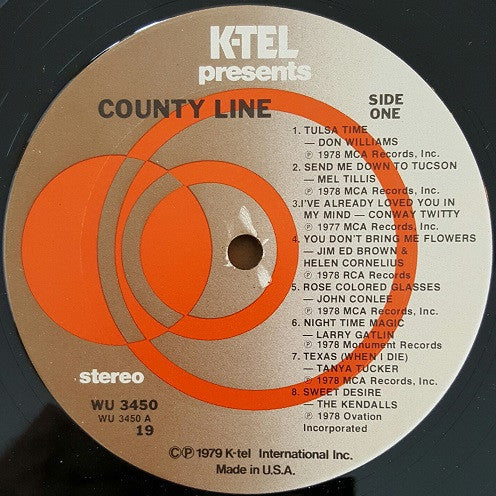 K-TEL
presents
COUNTY LINE
SIDE
ONE
1. TULSA TIME
— DON WILLIAMS
Ⓟ 1978 MCA Records, Inc.
2. SEND ME DOWN TO TUCSON
— MEL TILLIS
Ⓟ 1978 MCA Records, Inc.
3. I'VE ALREADY LOVED YOU IN
MY MIND — CONWAY TWITTY
Ⓟ 1977 MCA Records, Inc.
4. YOU DON'T BRING ME FLOWERS
— JIM ED BROWN &
HELEN CORNELIUS
Ⓟ 1978 RCA Records
5. ROSE COLORED GLASSES
— JOHN CONLEE
Ⓟ 1978 MCA Records, Inc.
6. NIGHT TIME MAGIC
— LARRY GATLIN
Ⓟ 1978 Monument Records
7. TEXAS (WHEN I DIE)
— TANYA TUCKER
Ⓟ 1978 MCA Records, Inc.
8. SWEET DESIRE
— THE KENDALLS
Ⓟ 1978 Ovation
Incorporated
stereo
WU 3450
WU 3450 A
19
©Ⓟ 1979 K-tel International Inc.
Made in U.S.A.